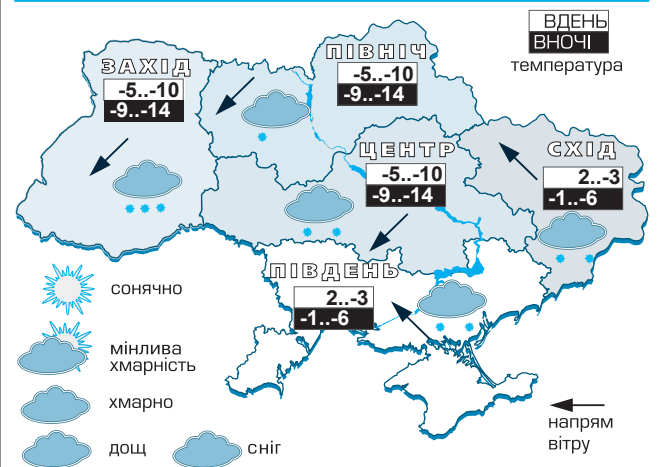 ВДЕНЬ
ВНОЧІ
температура
ПІВНІЧ
-5..-10
-9..-14
ЗАХІД
-5..-10
-9..-14
ЦЕНТР
-5..-10
-9..-14
СХІД
2..-3
-1..-6
ПІВДЕНЬ
2..-3
-1..-6
сонячно
мінлива
хмарність
хмарно
дощ
сніг
напрям
вітру